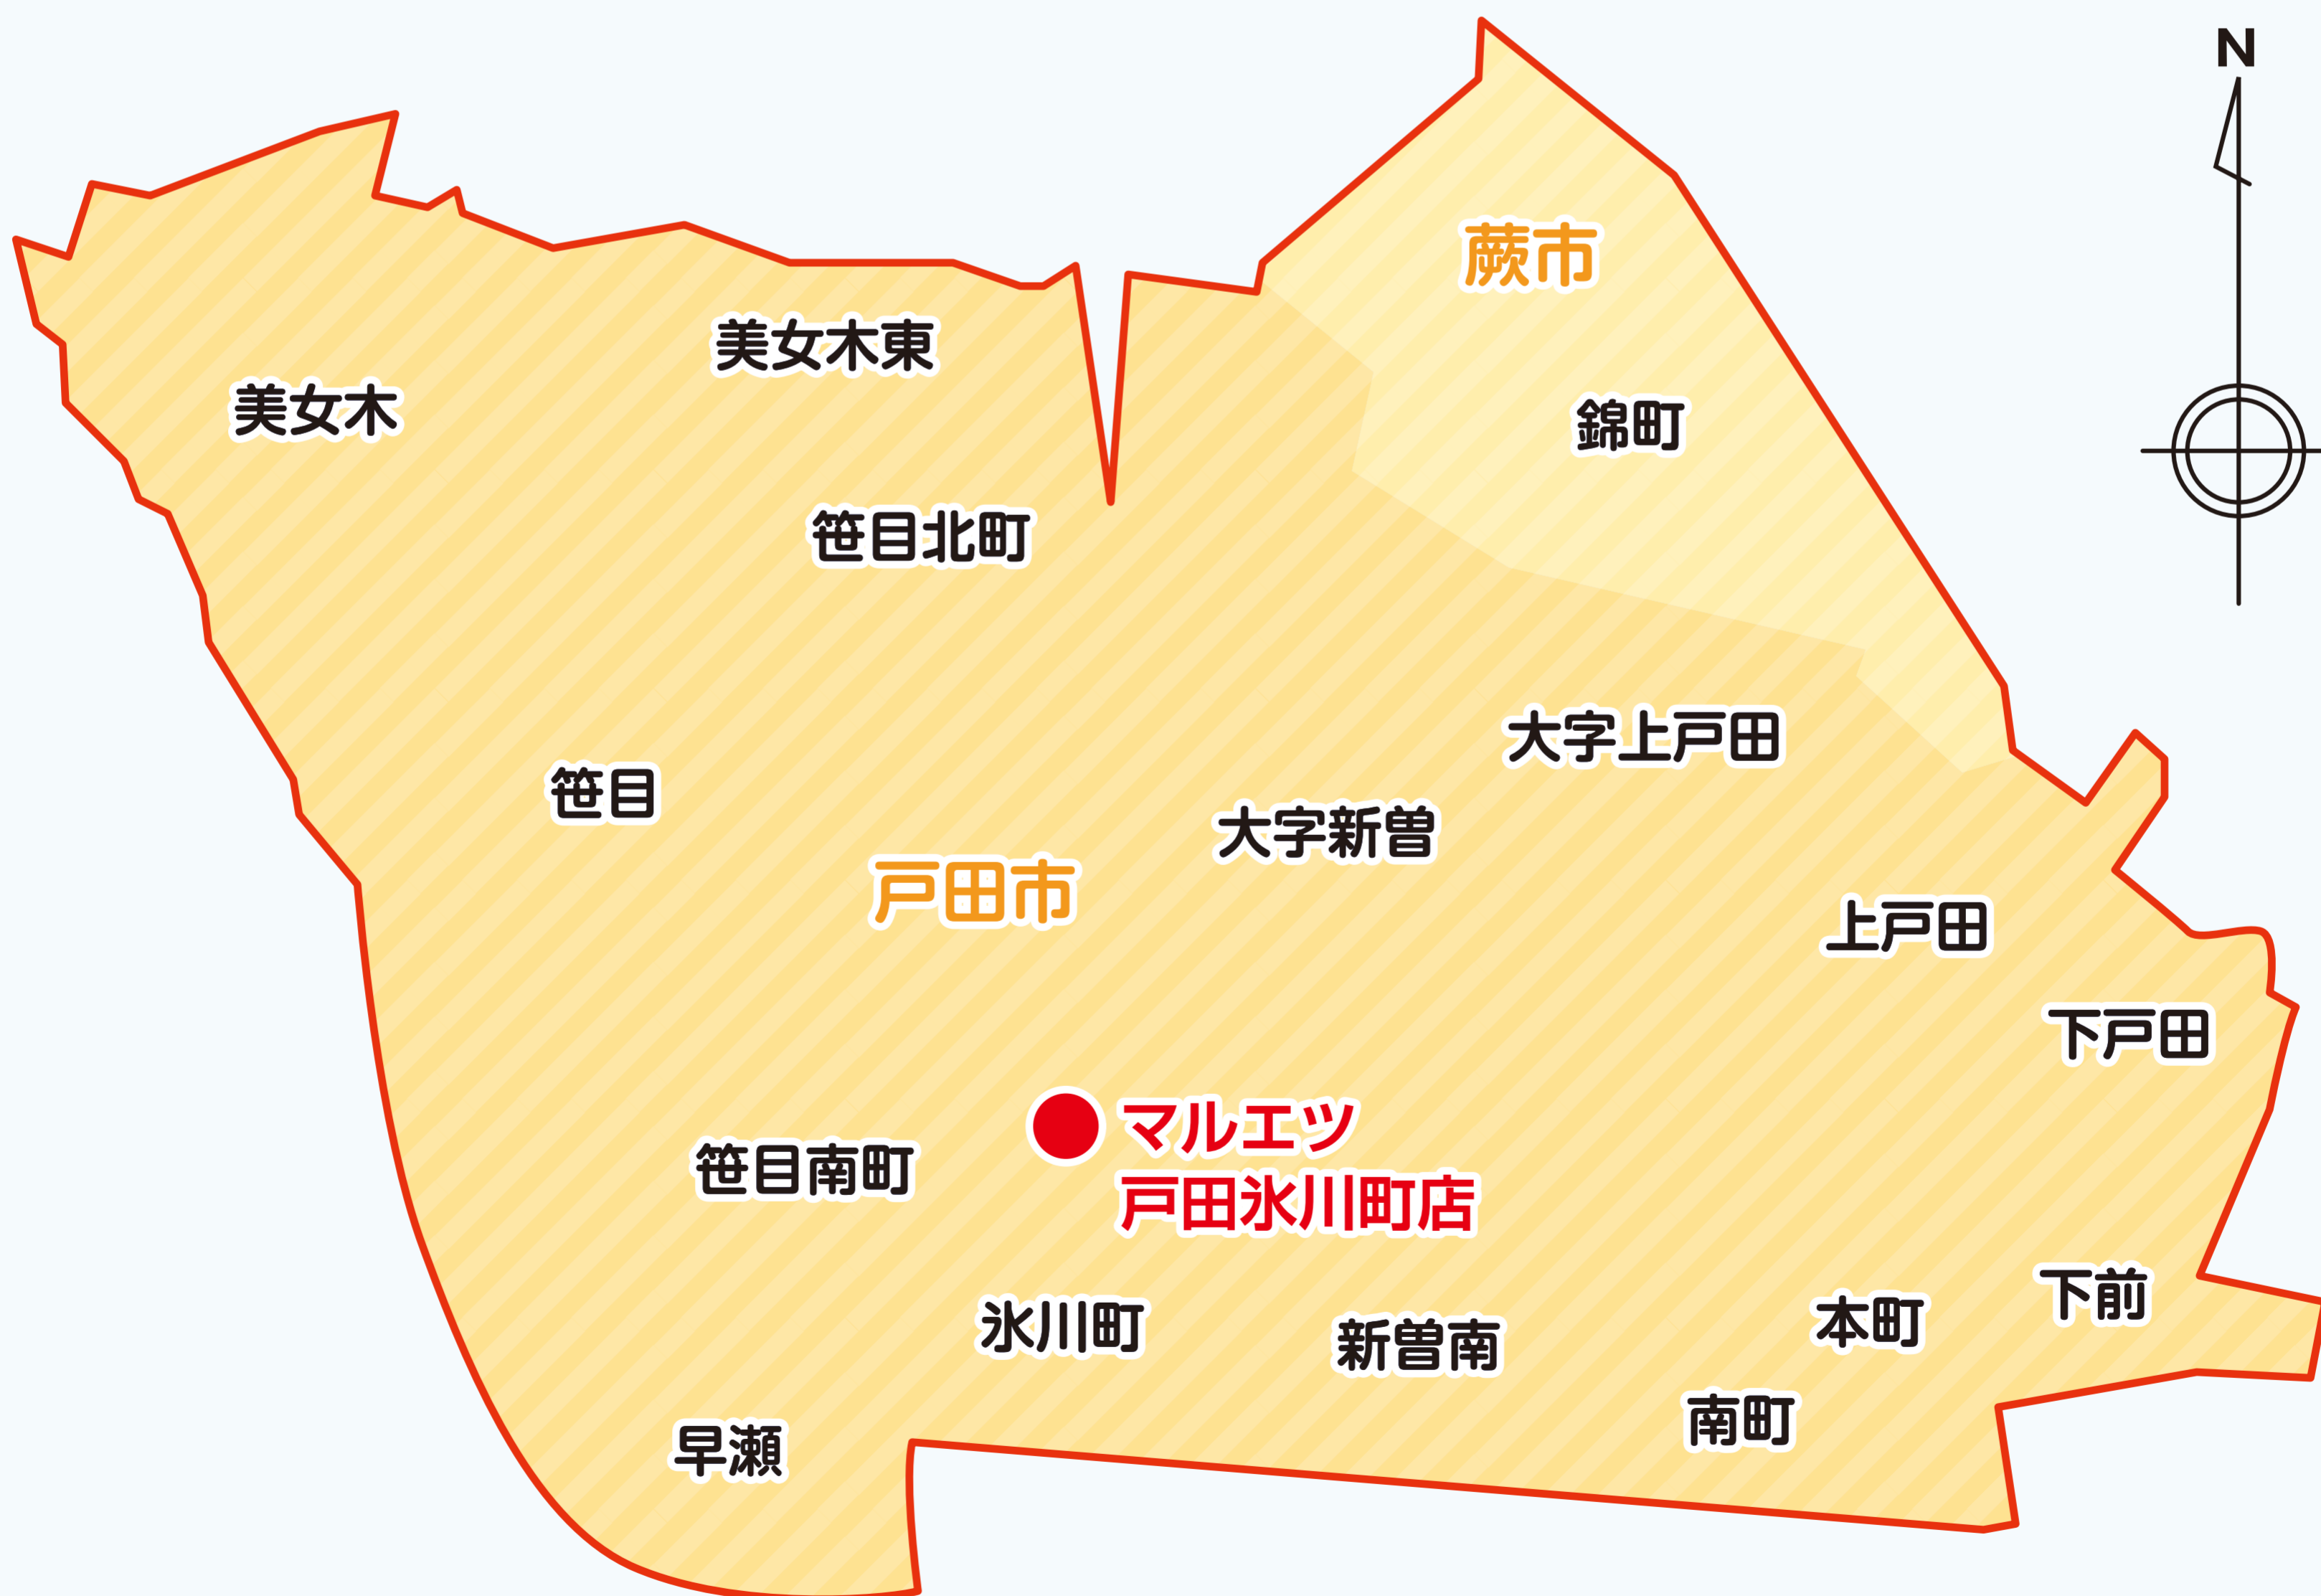 N
蕨市
美女木東
美女木
錦町
笹目北町
大字上戸田
笹目
大字新曽
戸田市
上戸田
下戸田
マルエツ
戸田氷川町店
笹目南町
下前
氷川町
本町
新曽南
南町
早瀬